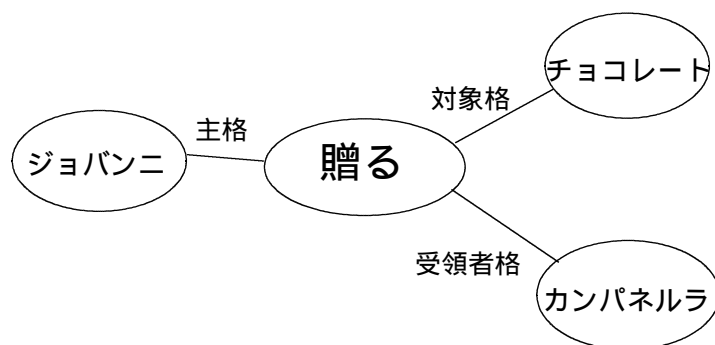 チョコレート
対象格
主格
ジョバンニ
贈る
受領者格
カンパネルラ